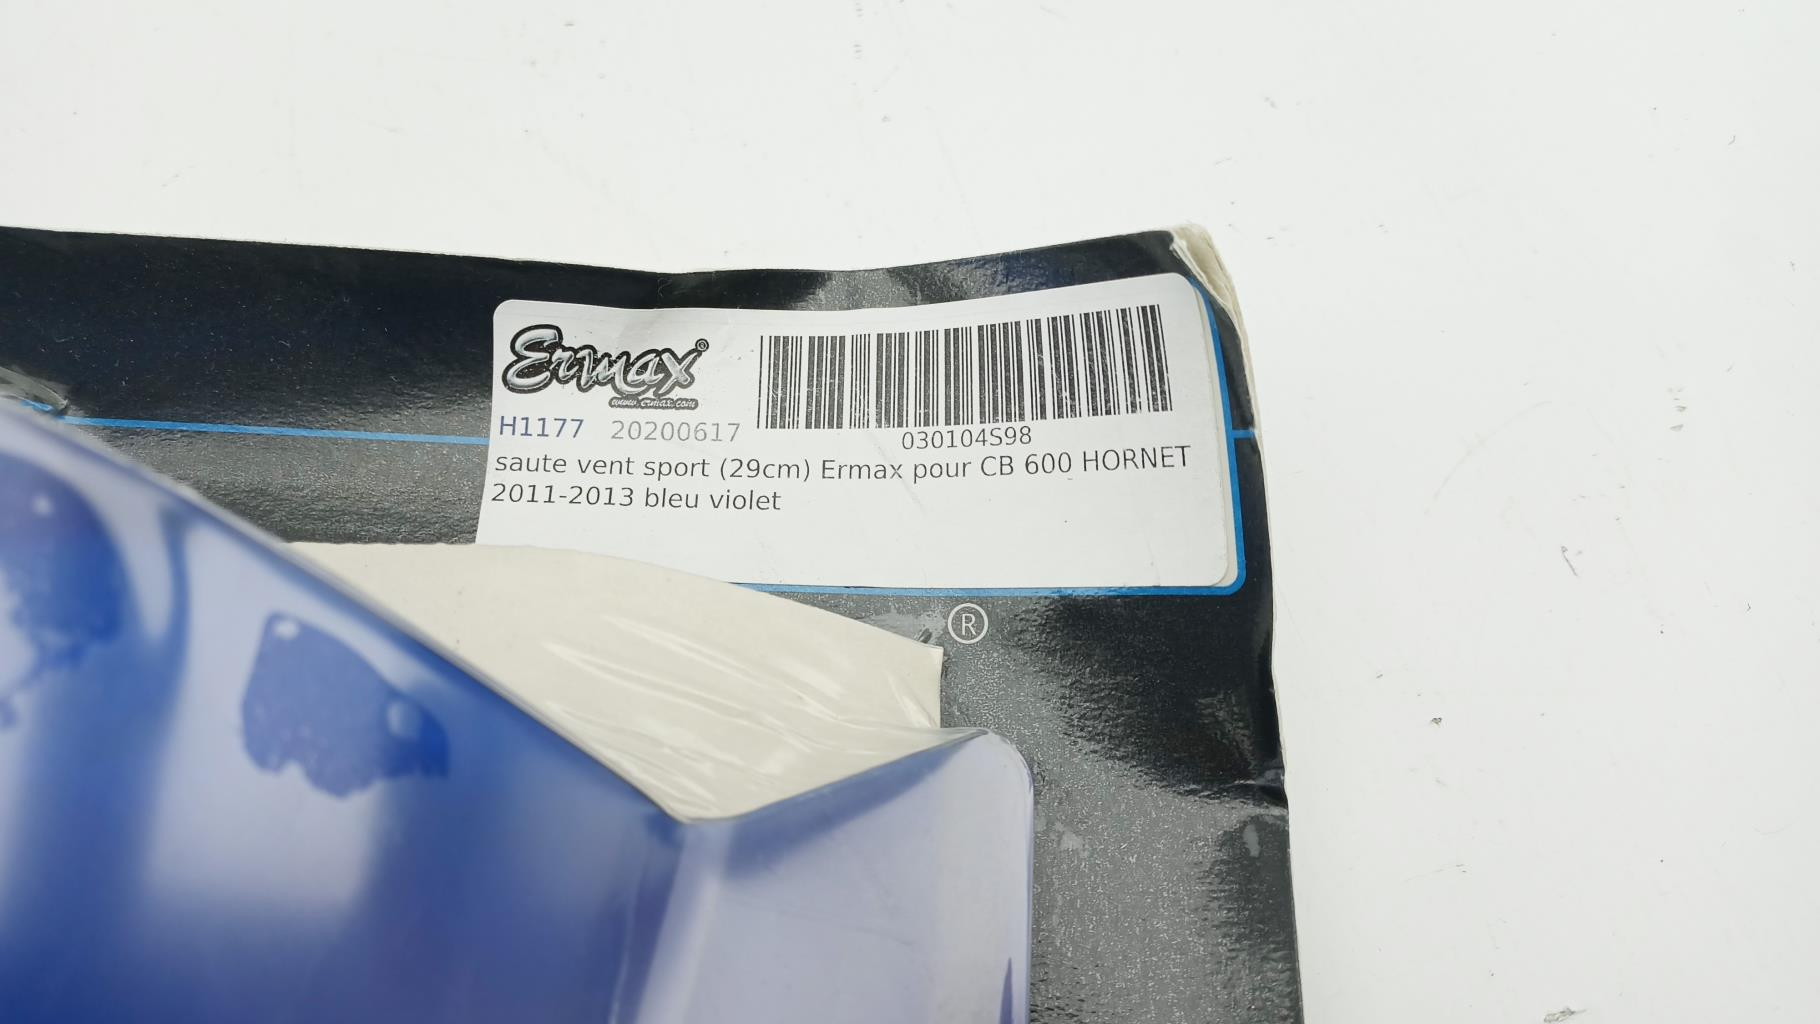 Ermax®
www.ermax.com
H1177 20200617
030104S98
saute vent sport (29cm) Ermax pour CB 600 HORNET
2011-2013 bleu violet
®